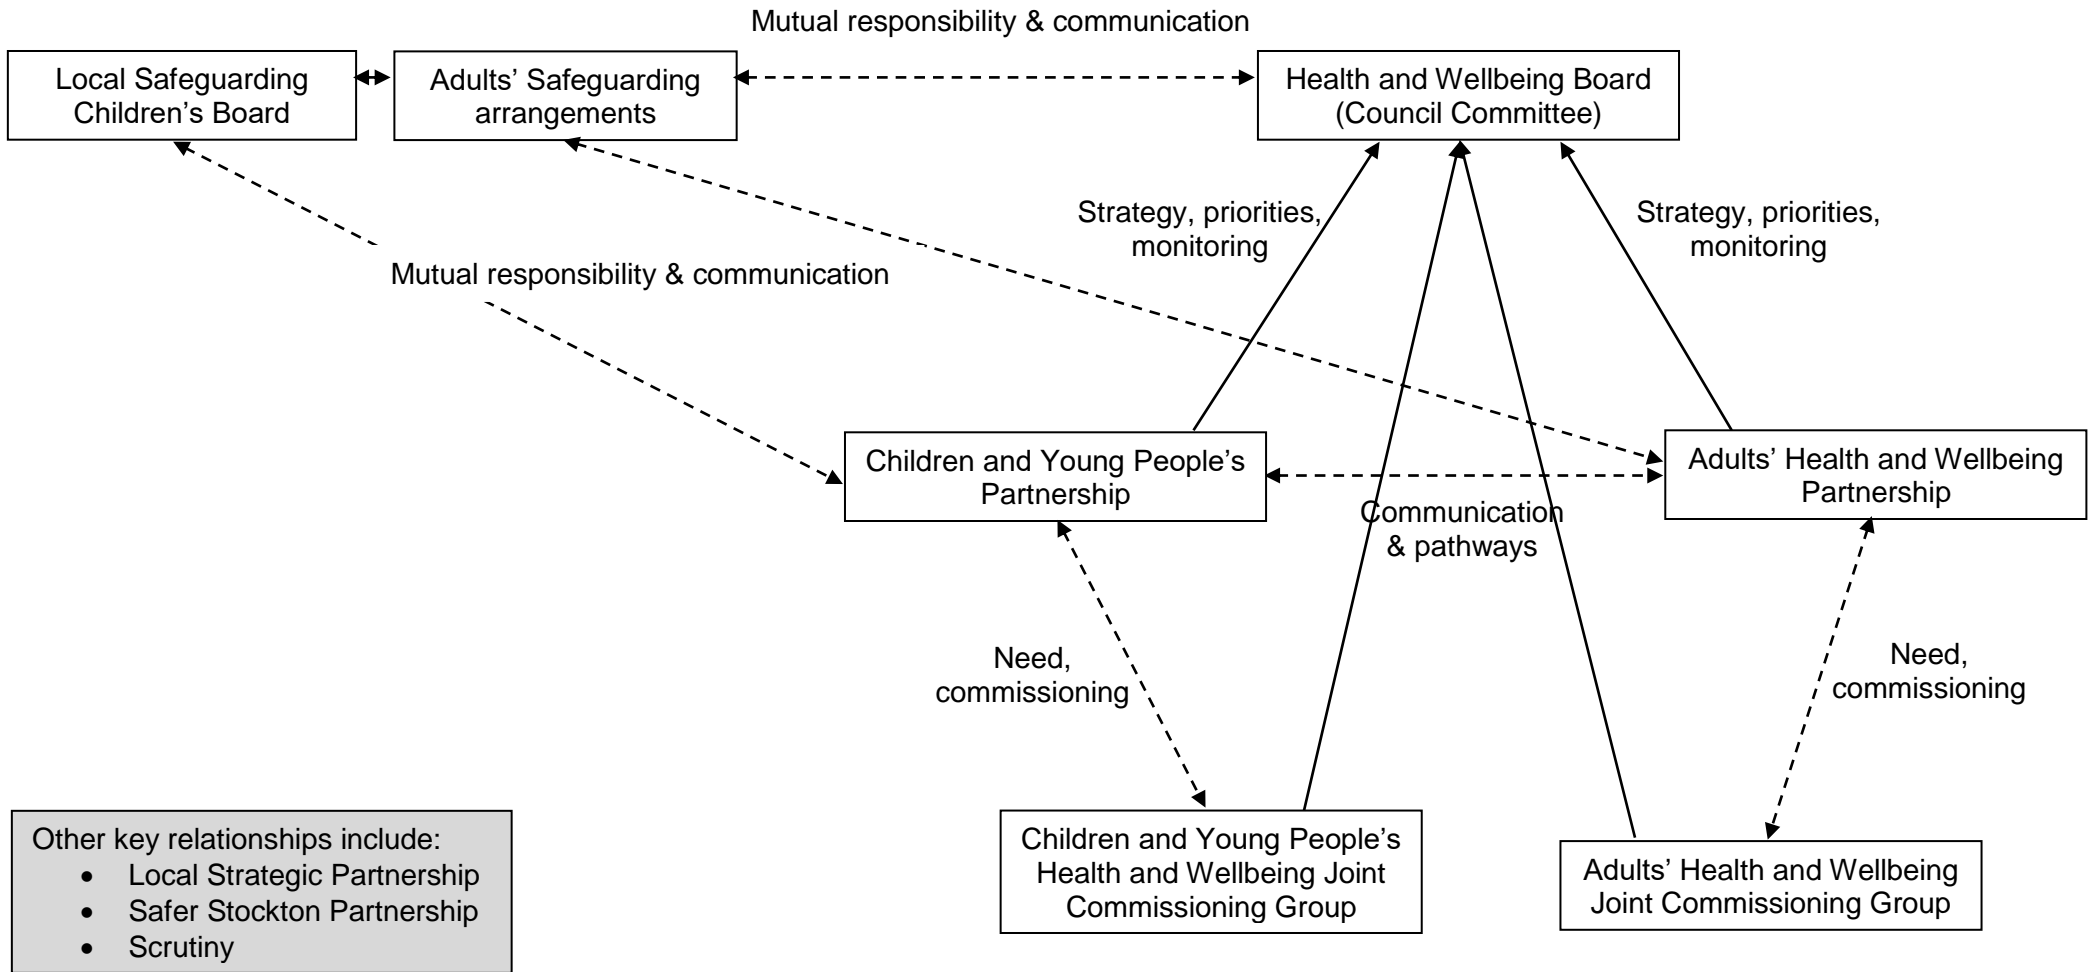 Mutual responsibility & communication
Local Safeguarding
Children’s Board
Adults’ Safeguarding
arrangements
Health and Wellbeing Board
(Council Committee)
Strategy, priorities,
monitoring
Strategy, priorities,
monitoring
Mutual responsibility & communication
Children and Young People’s
Partnership
Adults’ Health and Wellbeing
Partnership
Communication
& pathways
Need,
commissioning
Need,
commissioning
Other key relationships include:
• Local Strategic Partnership
• Safer Stockton Partnership
• Scrutiny
Children and Young People’s
Health and Wellbeing Joint
Commissioning Group
Adults’ Health and Wellbeing
Joint Commissioning Group